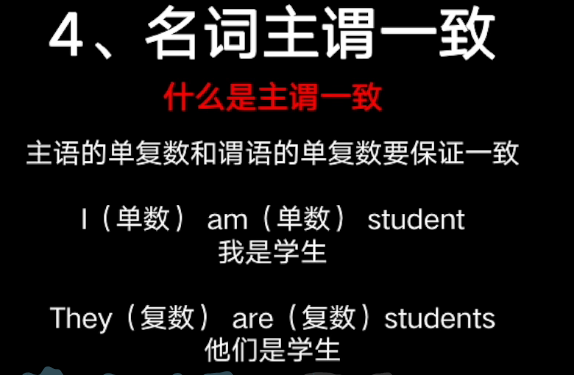 4、名词主谓一致
什么是主谓一致
主语的单复数和谓语的单复数要保证一致
I（单数） am（单数） student
我是学生
They（复数） are（复数）students
他们是学生